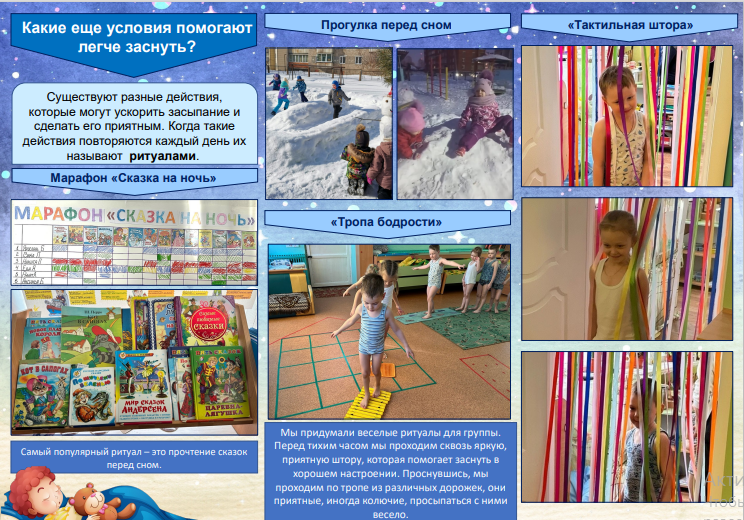 Какие еще условия помогают
легче заснуть?
Существуют разные действия,
которые могут ускорить засыпание и
сделать его приятным. Когда такие
действия повторяются каждый день их
называют ритуалами.
Марафон «Сказка на ночь»
МАРАФОН «СКАЗКА НА НОЧЬ»
КОТ В САПОГАХ
МИР СКАЗОК
АНДЕРСЕНА
ЦАРЕВНА
ЛЯГУШКА
сказки
Самый популярный ритуал – это прочтение сказок
перед сном.
Прогулка перед сном
«Тропа бодрости»
Мы придумали веселые ритуалы для группы.
Перед тихим часом мы проходим сквозь яркую,
приятную штору, которая помогает заснуть в
хорошем настроении. Проснувшись, мы
проходим по тропе из различных дорожек, они
приятные, иногда колючие, просыпаться с ними
весело.
«Тактильная штора»